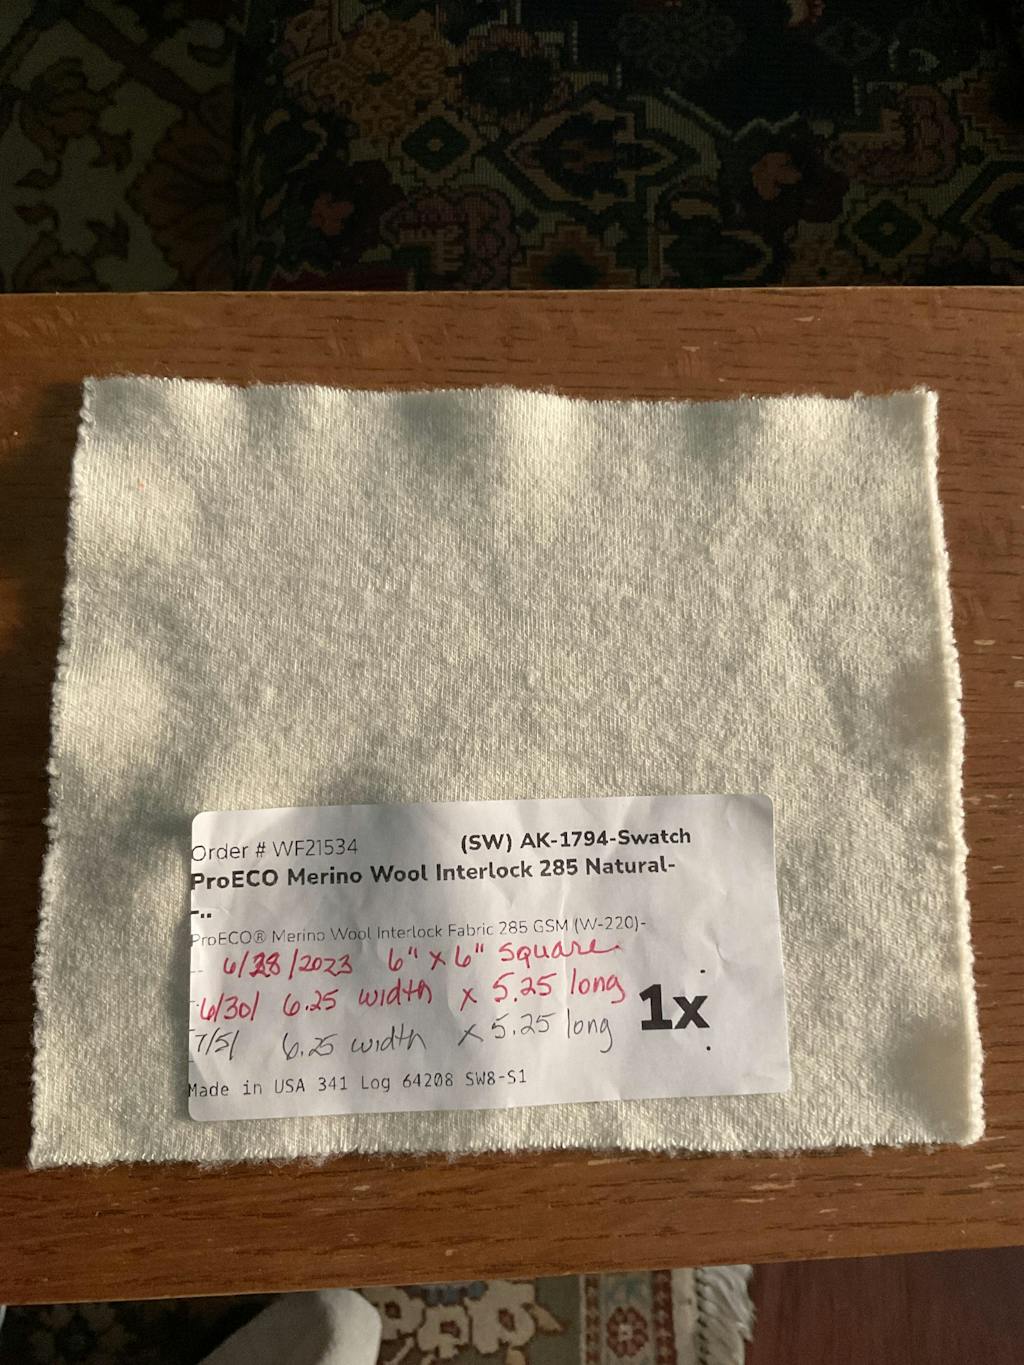 Order # WF21534 (SW) AK-1794-Swatch
ProECO Merino Wool Interlock 285 Natural-
-..
ProECO® Merino Wool Interlock Fabric 285 GSM (W-220)-
6/28/2023 6" x 6" square
6/30/ 6.25 width x 5.25 long
1x
7/5/ 6.25 width x 5.25 long
Made in USA 341 Log 64208 SW8-S1